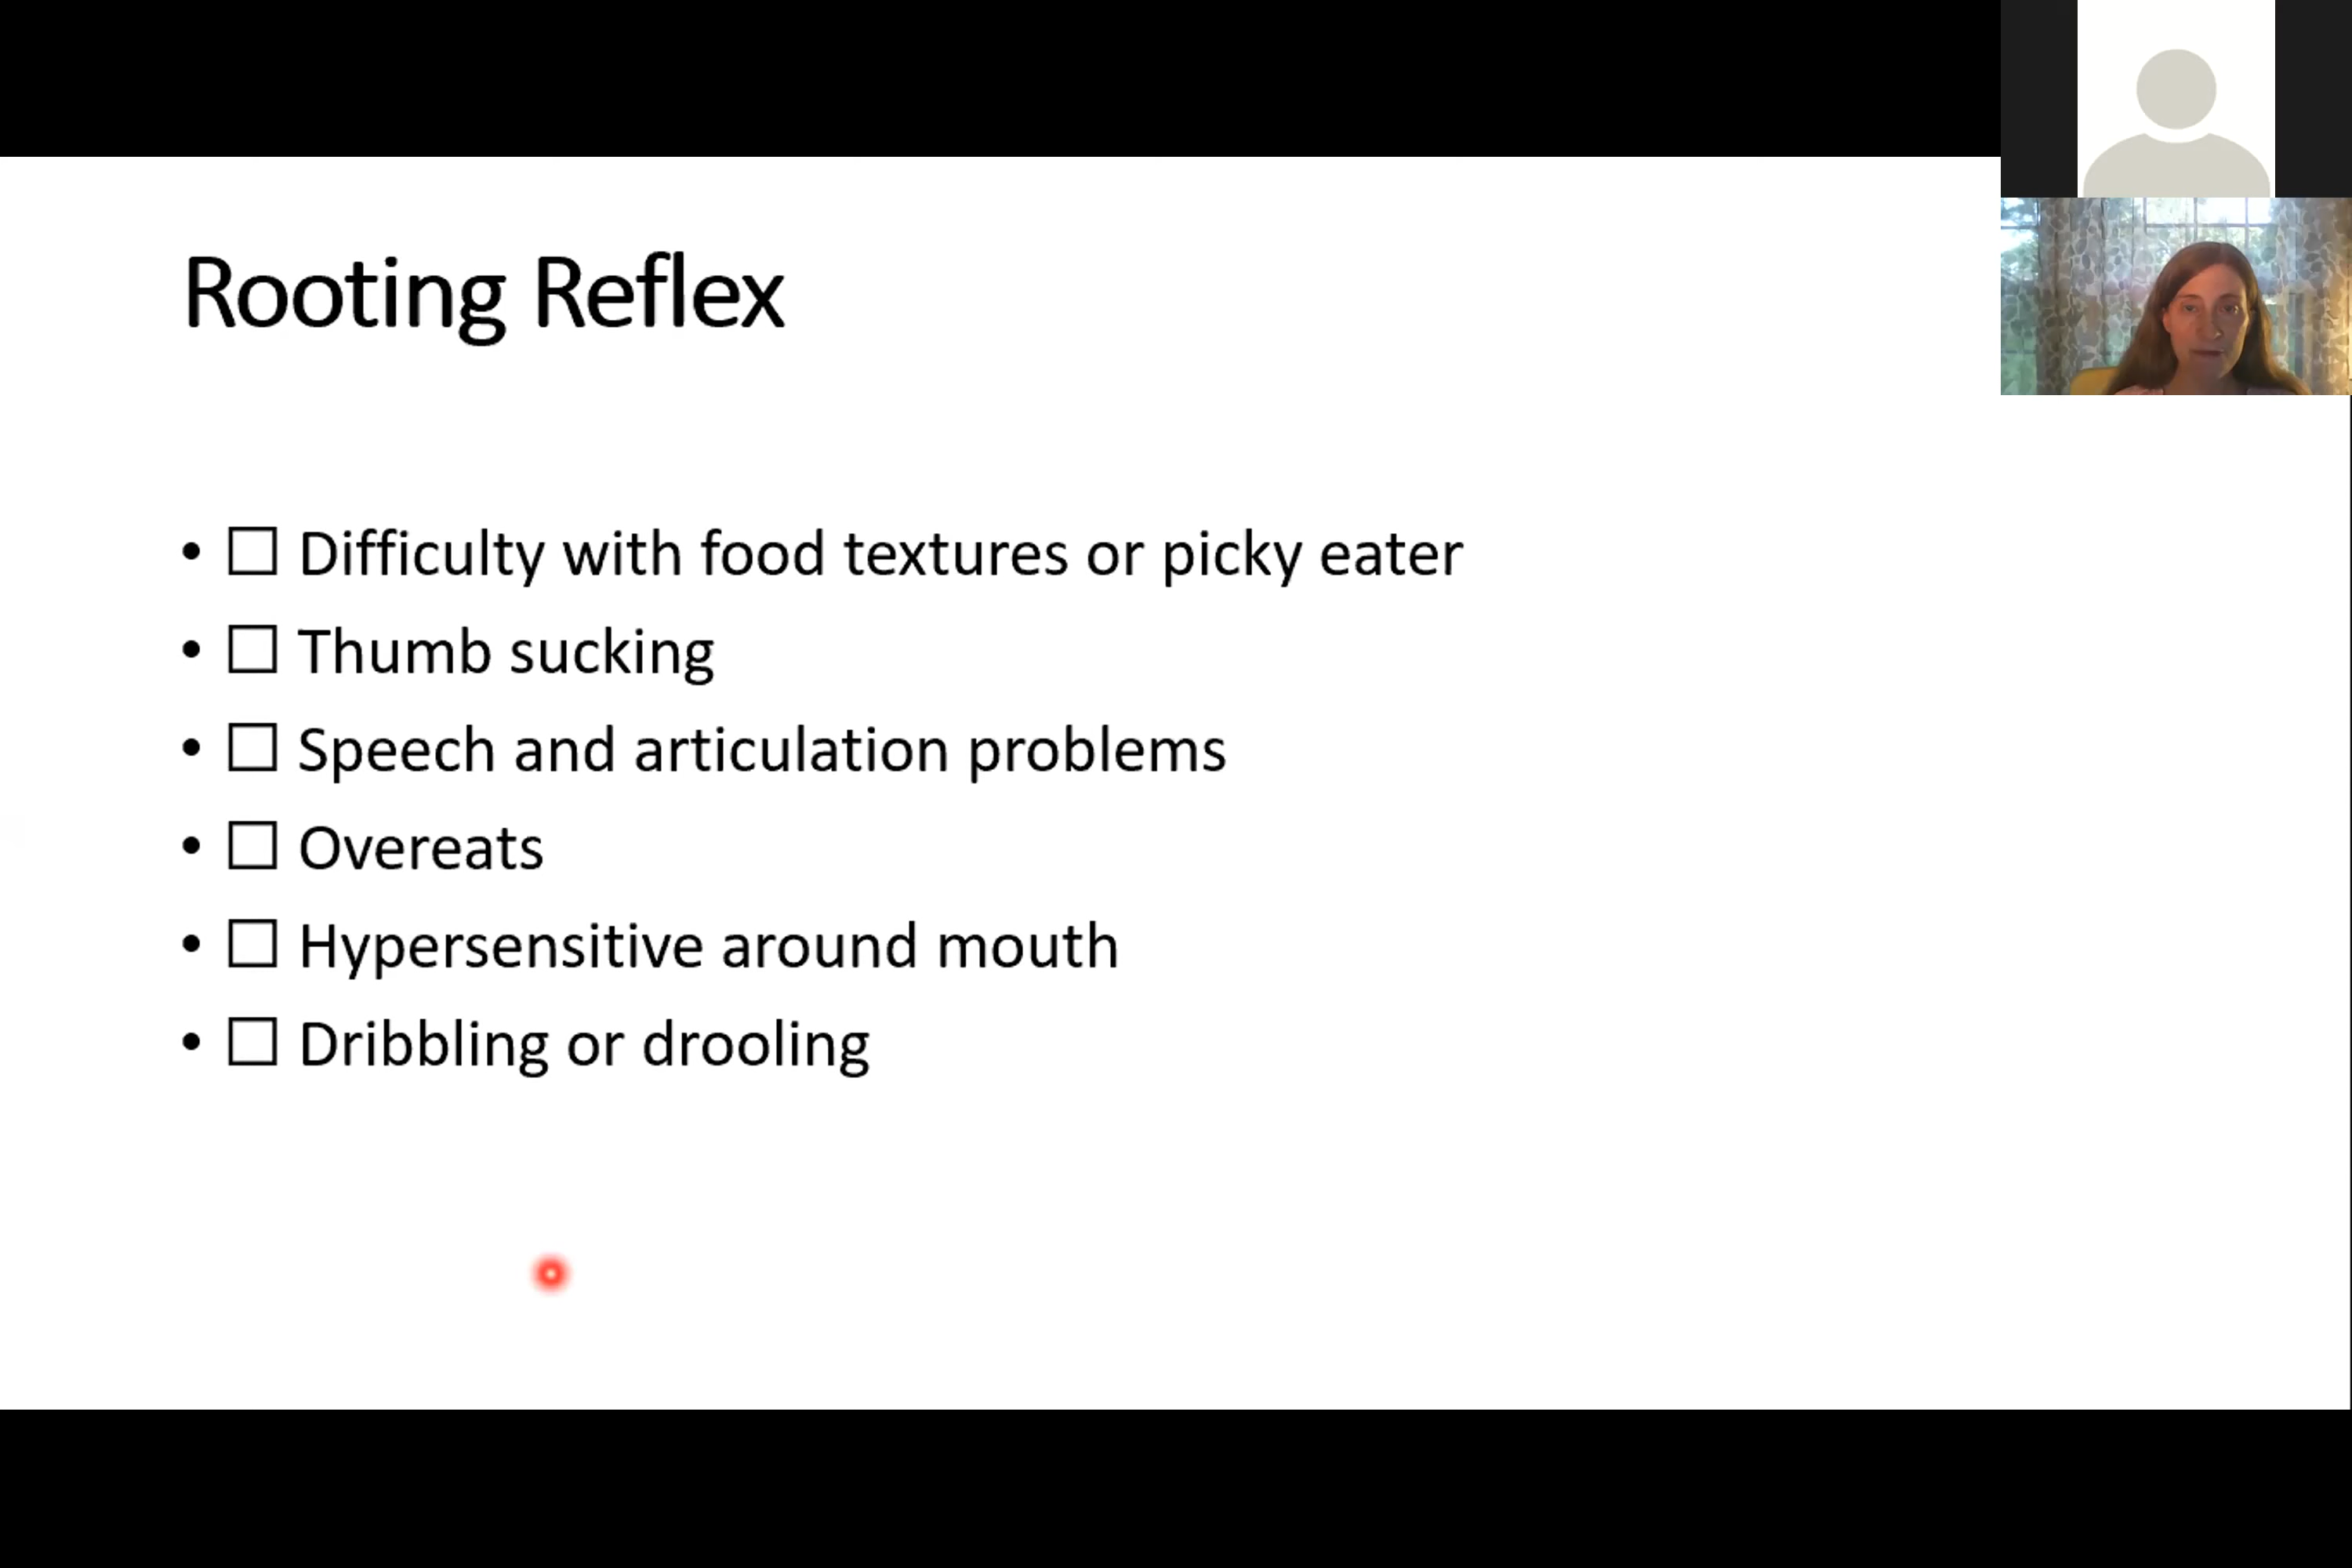 Rooting Reflex
• ☐ Difficulty with food textures or picky eater
• ☐ Thumb sucking
• ☐ Speech and articulation problems
• ☐ Overeats
• ☐ Hypersensitive around mouth
• ☐ Dribbling or drooling